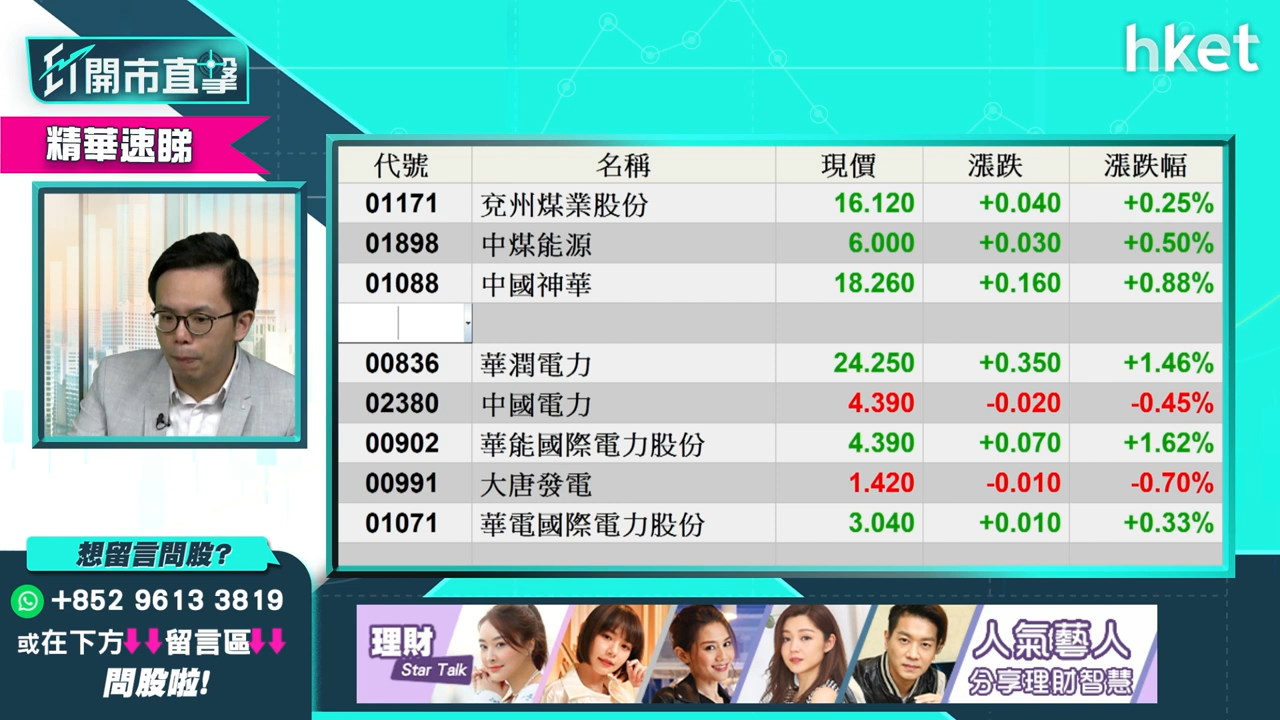 hket
ET開市直擊
精華速睇
代號 名稱 現價 漲跌 漲跌幅
01171 兗州煤業股份 16.120 +0.040 +0.25%
01898 中煤能源 6.000 +0.030 +0.50%
01088 中國神華 18.260 +0.160 +0.88%
00836 華潤電力 24.250 +0.350 +1.46%
02380 中國電力 4.390 -0.020 -0.45%
00902 華能國際電力股份 4.390 +0.070 +1.62%
00991 大唐發電 1.420 -0.010 -0.70%
01071 華電國際電力股份 3.040 +0.010 +0.33%
想留言問股?
+852 9613 3819
或在下方留言區
問股啦!
理財
Star Talk
人氣藝人
分享理財智慧